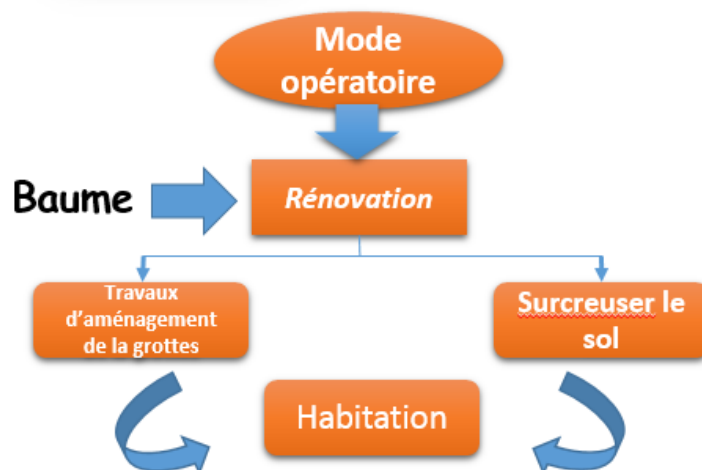 Mode
opératoire
Baume
Rénovation
Travaux
d'aménagement
de la grottes
Surcreuser le
sol
Habitation